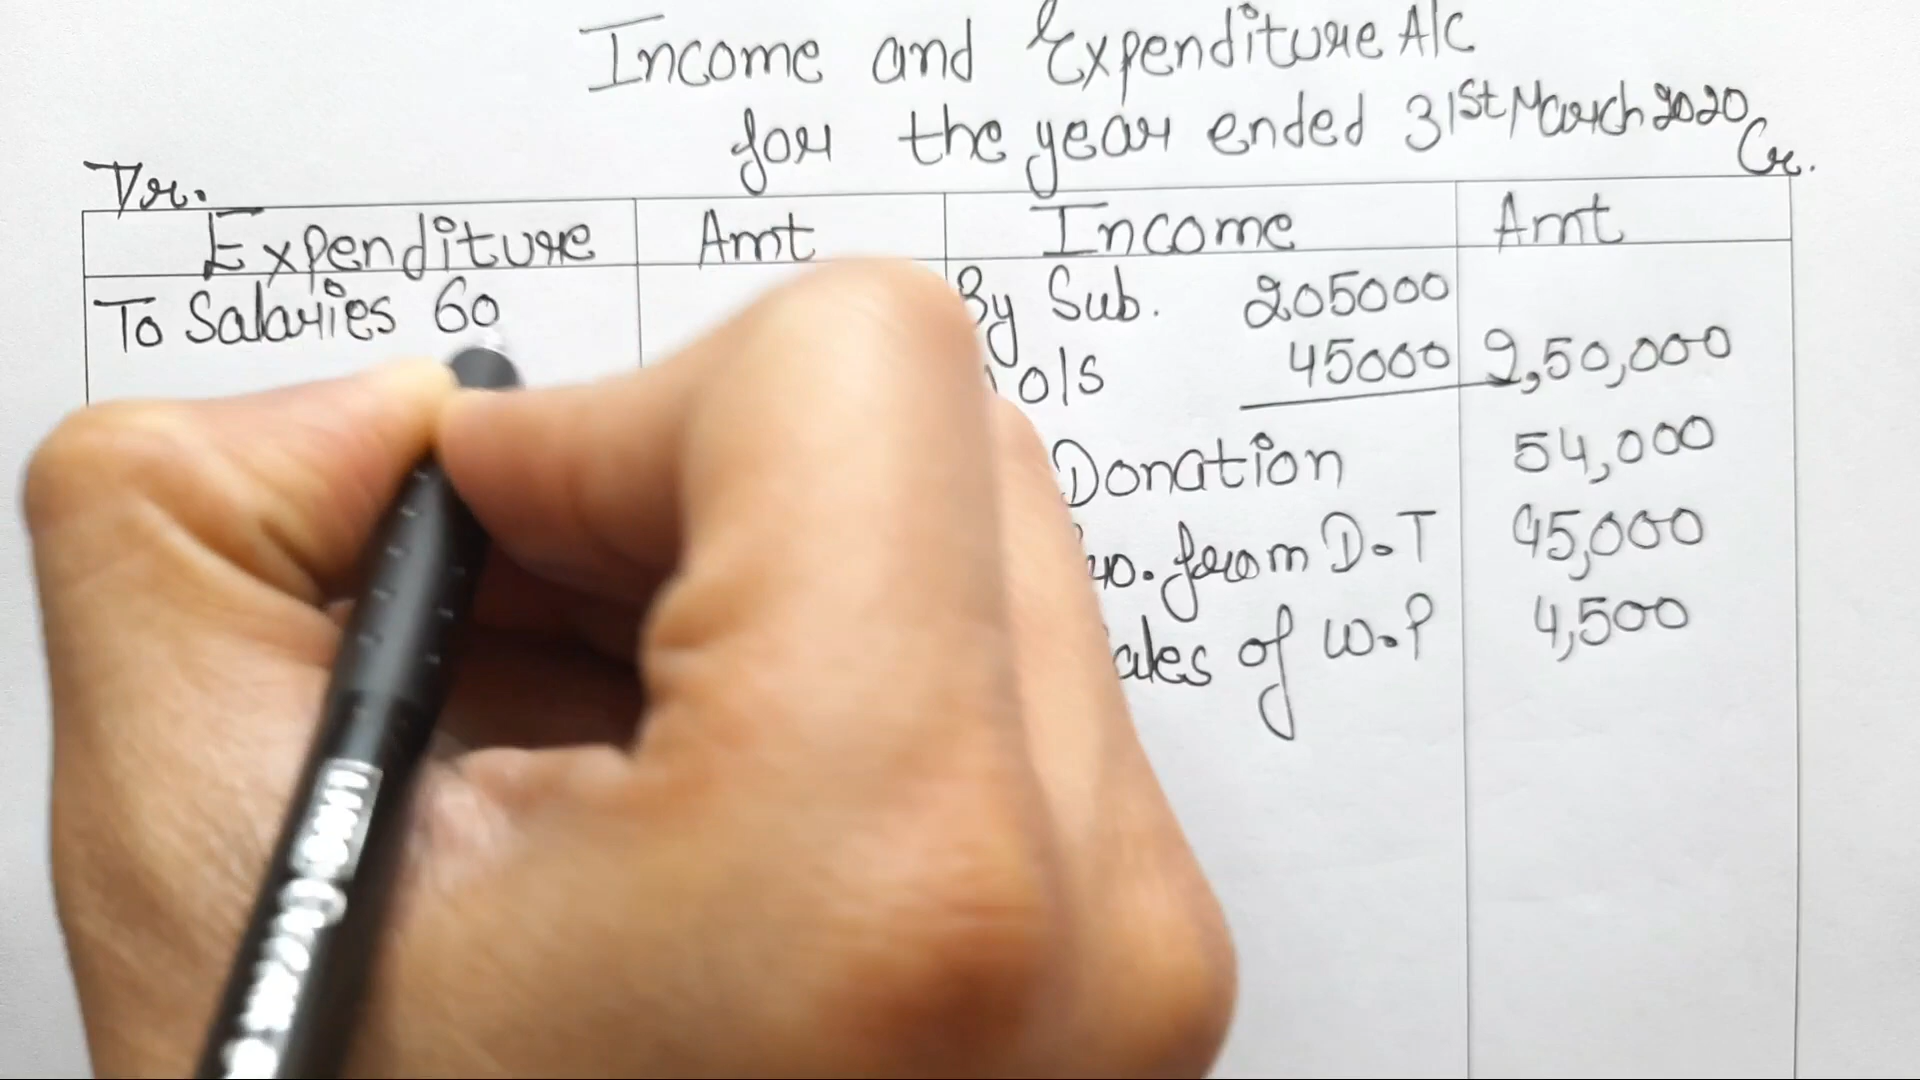 Income and Expenditure A/C
for the year ended 31st March 2020
Dr. Cr.
Expenditure Amt Income Amt
To Salaries 60 By Sub. 205000
o/s 45000 2,50,000
Donation 54,000
from D.T 95,000
of W.P 4,500